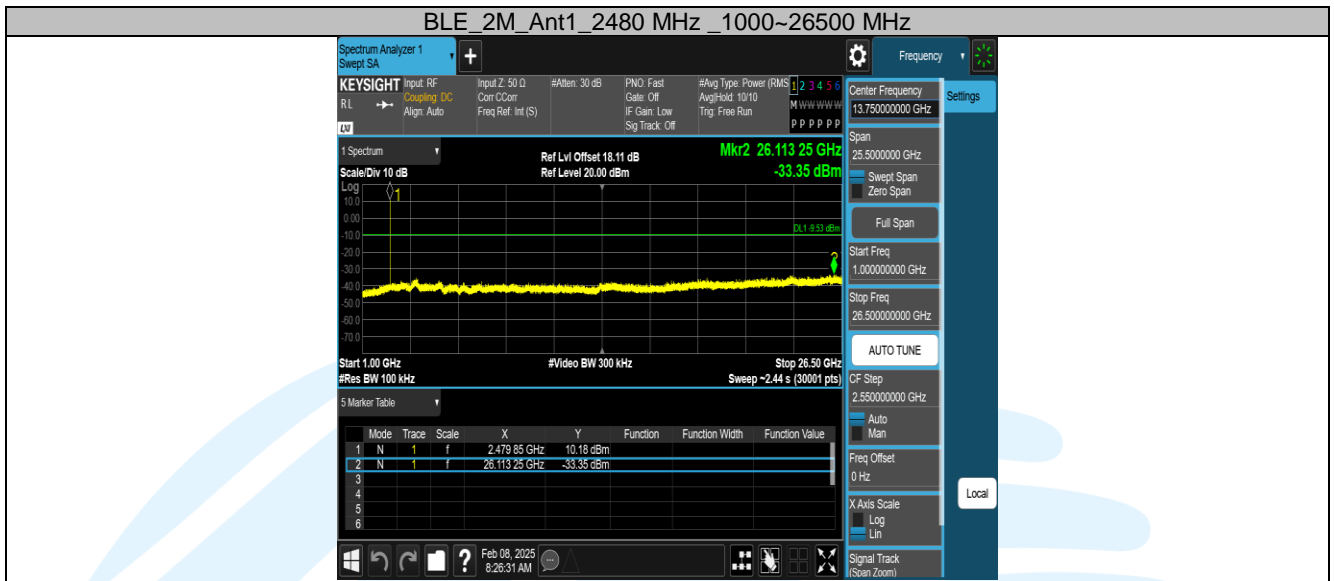 BLE_2M_Ant1_2480 MHz _1000~26500 MHz
Spectrum Analyzer 1
Swept SA
+
Frequency
KEYSIGHT
Input: RF
Coupling: DC
Align: Auto
Input Z: 50 Ω
Corr CCorr
Freq Ref: Int (S)
#Atten: 30 dB
PNO: Fast
Gate: Off
IF Gain: Low
Sig Track: Off
#Avg Type: Power (RMS
Avg|Hold: 10/10
Trig: Free Run
1 2 3 4 5 6
M W W W W W
P P P P P P
RL
LXI
Center Frequency
13.750000000 GHz
Settings
Span
25.5000000 GHz
Swept Span
Zero Span
Full Span
Start Freq
1.000000000 GHz
Stop Freq
26.500000000 GHz
AUTO TUNE
CF Step
2.550000000 GHz
Auto
Man
Freq Offset
0 Hz
X Axis Scale
Log
Lin
Signal Track
(Span Zoom)
Local
1 Spectrum
Scale/Div 10 dB
Ref Lvl Offset 18.11 dB
Ref Level 20.00 dBm
Mkr2 26.113 25 GHz
-33.35 dBm
Log
10.0
0.00
-10.0
-20.0
-30.0
-40.0
-50.0
-60.0
-70.0
1
DL1 -9.53 dBm
2
Start 1.00 GHz
#Res BW 100 kHz
#Video BW 300 kHz
Stop 26.50 GHz
Sweep ~2.44 s (30001 pts)
5 Marker Table
Mode Trace Scale X Y Function Function Width Function Value
1 N 1 f 2.479 85 GHz 10.18 dBm
2 N 1 f 26.113 25 GHz -33.35 dBm
3
4
5
6
?
Feb 08, 2025
8:26:31 AM